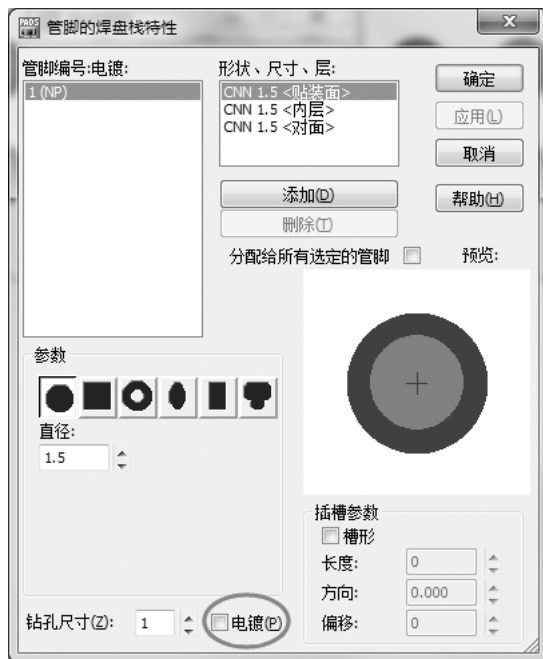 PADS 管脚的焊盘栈特性
管脚编号:电镀:
1 (NP)
形状、尺寸、层:
CNN 1.5 <贴装面>
CNN 1.5 <内层>
CNN 1.5 <对面>
确定
应用(L)
取消
帮助(H)
添加(D)
删除(T)
分配给所有选定的管脚
预览:
参数
直径:
1.5
插槽参数
槽形
长度: 0
方向: 0.000
偏移: 0
钻孔尺寸(Z): 1
电镀(P)